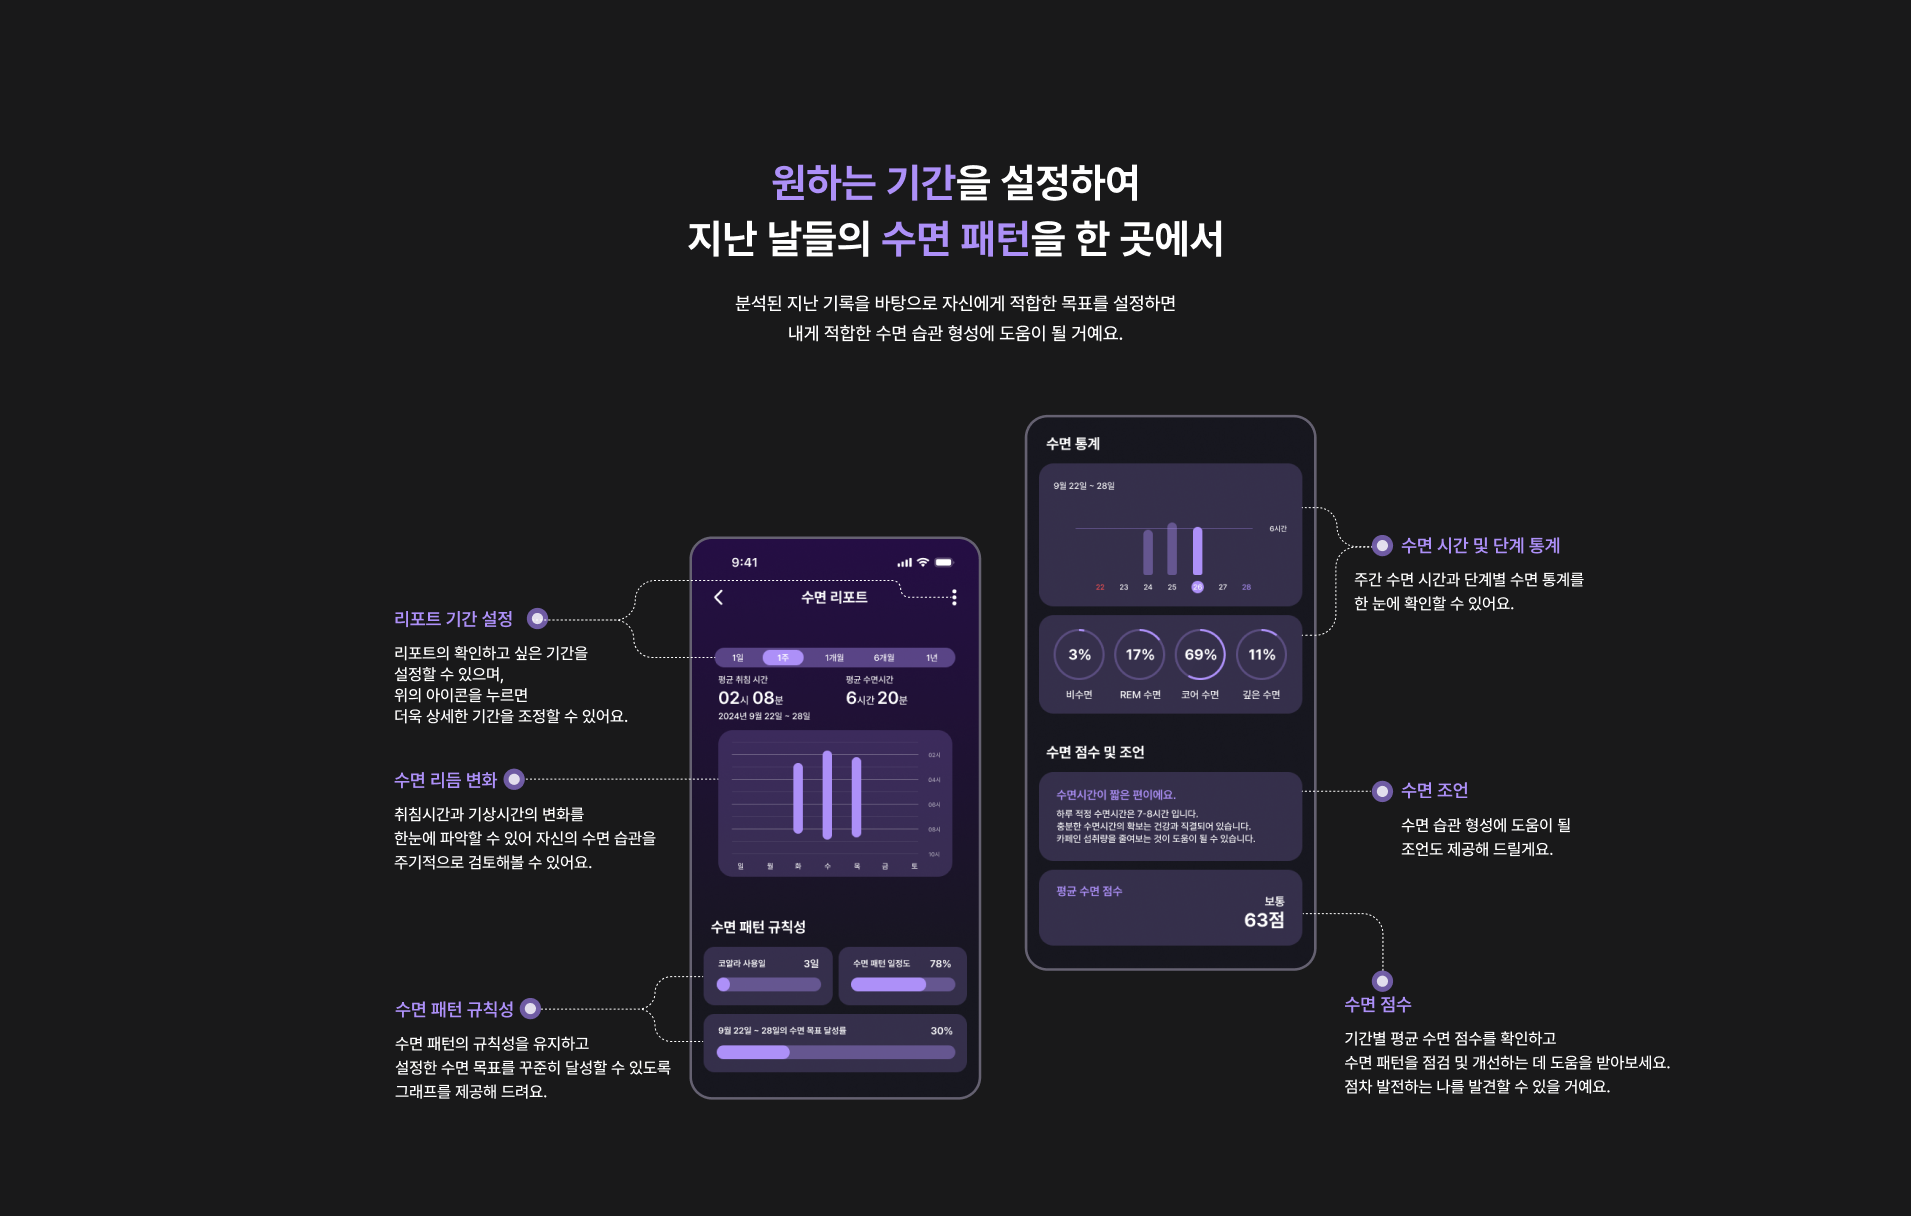 원하는 기간을 설정하여
지난 날들의 수면 패턴을 한 곳에서
분석된 지난 기록을 바탕으로 자신에게 적합한 목표를 설정하면
내게 적합한 수면 습관 형성에 도움이 될 거예요.
리포트 기간 설정
리포트의 확인하고 싶은 기간을
설정할 수 있으며,
위의 아이콘을 누르면
더욱 상세한 기간을 조정할 수 있어요.
수면 리듬 변화
취침시간과 기상시간의 변화를
한눈에 파악할 수 있어 자신의 수면 습관을
주기적으로 검토해볼 수 있어요.
수면 패턴 규칙성
수면 패턴의 규칙성을 유지하고
설정한 수면 목표를 꾸준히 달성할 수 있도록
그래프를 제공해 드려요.
9:41
수면 리포트
1일 1주 1개월 6개월 1년
평균 취침 시간 평균 수면시간
02시 08분 6시간 20분
2024년 9월 22일 ~ 28일
02시
04시
06시
08시
10시
일 월 화 수 목 금 토
수면 패턴 규칙성
코알라 사용일 3일
수면 패턴 일정도 78%
9월 22일 ~ 28일의 수면 목표 달성률 30%
수면 통계
9월 22일 ~ 28일
6시간
22 23 24 25 26 27 28
3% 17% 69% 11%
비수면 REM 수면 코어 수면 깊은 수면
수면 점수 및 조언
수면시간이 짧은 편이에요.
하루 적정 수면시간은 7-8시간 입니다.
충분한 수면시간의 확보는 건강과 직결되어 있습니다.
카페인 섭취량을 줄여보는 것이 도움이 될 수 있습니다.
평균 수면 점수
보통
63점
수면 시간 및 단계 통계
주간 수면 시간과 단계별 수면 통계를
한 눈에 확인할 수 있어요.
수면 조언
수면 습관 형성에 도움이 될
조언도 제공해 드릴게요.
수면 점수
기간별 평균 수면 점수를 확인하고
수면 패턴을 점검 및 개선하는 데 도움을 받아보세요.
점차 발전하는 나를 발견할 수 있을 거예요.